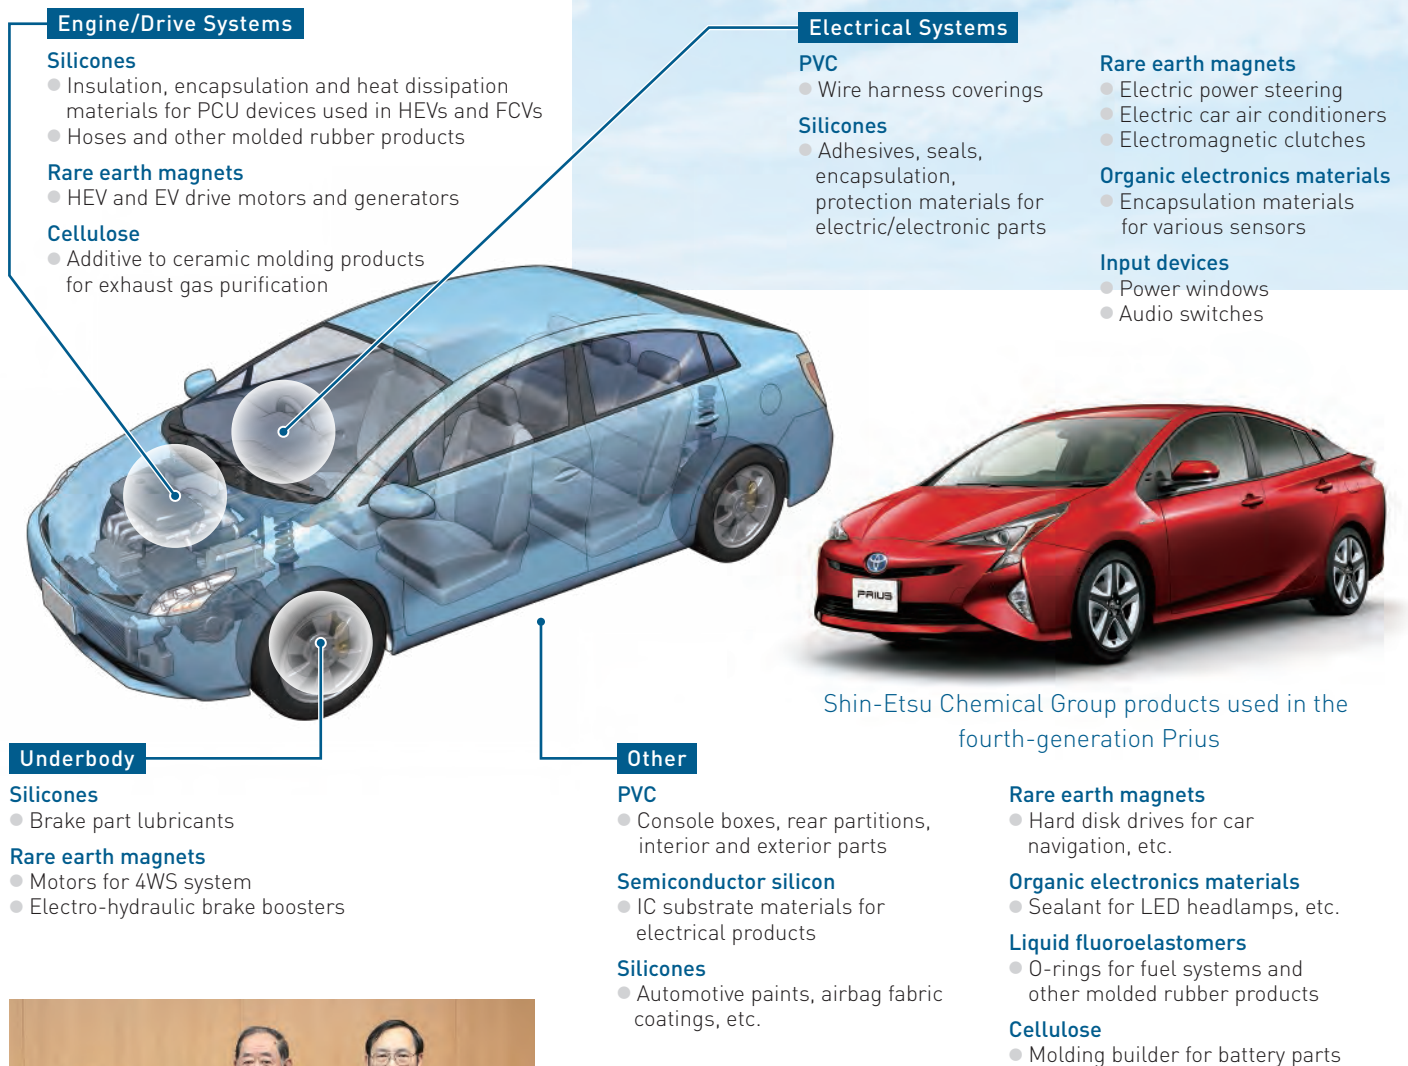 Engine/Drive Systems
Silicones
● Insulation, encapsulation and heat dissipation
materials for PCU devices used in HEVs and FCVs
● Hoses and other molded rubber products
Rare earth magnets
● HEV and EV drive motors and generators
Cellulose
● Additive to ceramic molding products
for exhaust gas purification
Electrical Systems
PVC
● Wire harness coverings
Silicones
● Adhesives, seals,
encapsulation,
protection materials for
electric/electronic parts
Rare earth magnets
● Electric power steering
● Electric car air conditioners
● Electromagnetic clutches
Organic electronics materials
● Encapsulation materials
for various sensors
Input devices
● Power windows
● Audio switches
PRIUS
Shin-Etsu Chemical Group products used in the
fourth-generation Prius
Underbody
Silicones
● Brake part lubricants
Rare earth magnets
● Motors for 4WS system
● Electro-hydraulic brake boosters
Other
PVC
● Console boxes, rear partitions,
interior and exterior parts
Semiconductor silicon
● IC substrate materials for
electrical products
Silicones
● Automotive paints, airbag fabric
coatings, etc.
Rare earth magnets
● Hard disk drives for car
navigation, etc.
Organic electronics materials
● Sealant for LED headlamps, etc.
Liquid fluoroelastomers
● O-rings for fuel systems and
other molded rubber products
Cellulose
● Molding builder for battery parts